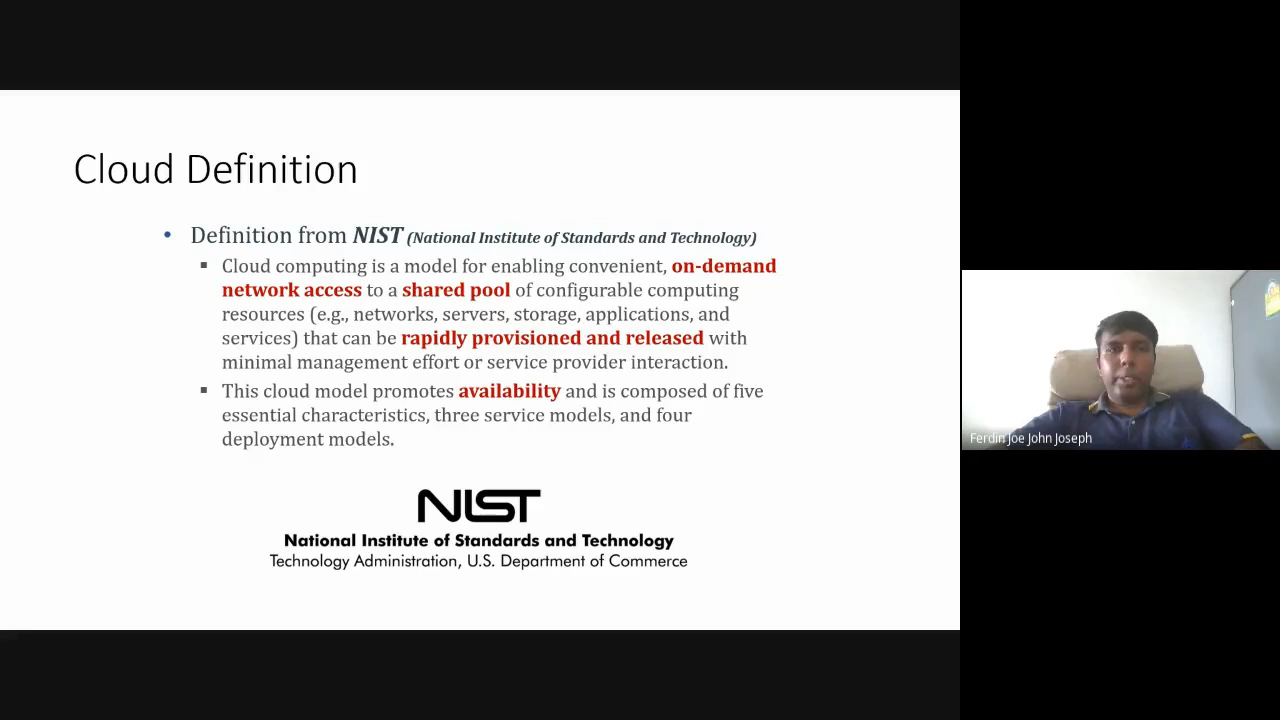 Cloud Definition
• Definition from NIST (National Institute of Standards and Technology)
▪ Cloud computing is a model for enabling convenient, on-demand
network access to a shared pool of configurable computing
resources (e.g., networks, servers, storage, applications, and
services) that can be rapidly provisioned and released with
minimal management effort or service provider interaction.
▪ This cloud model promotes availability and is composed of five
essential characteristics, three service models, and four
deployment models.
NIST
National Institute of Standards and Technology
Technology Administration, U.S. Department of Commerce
Ferdin Joe John Joseph